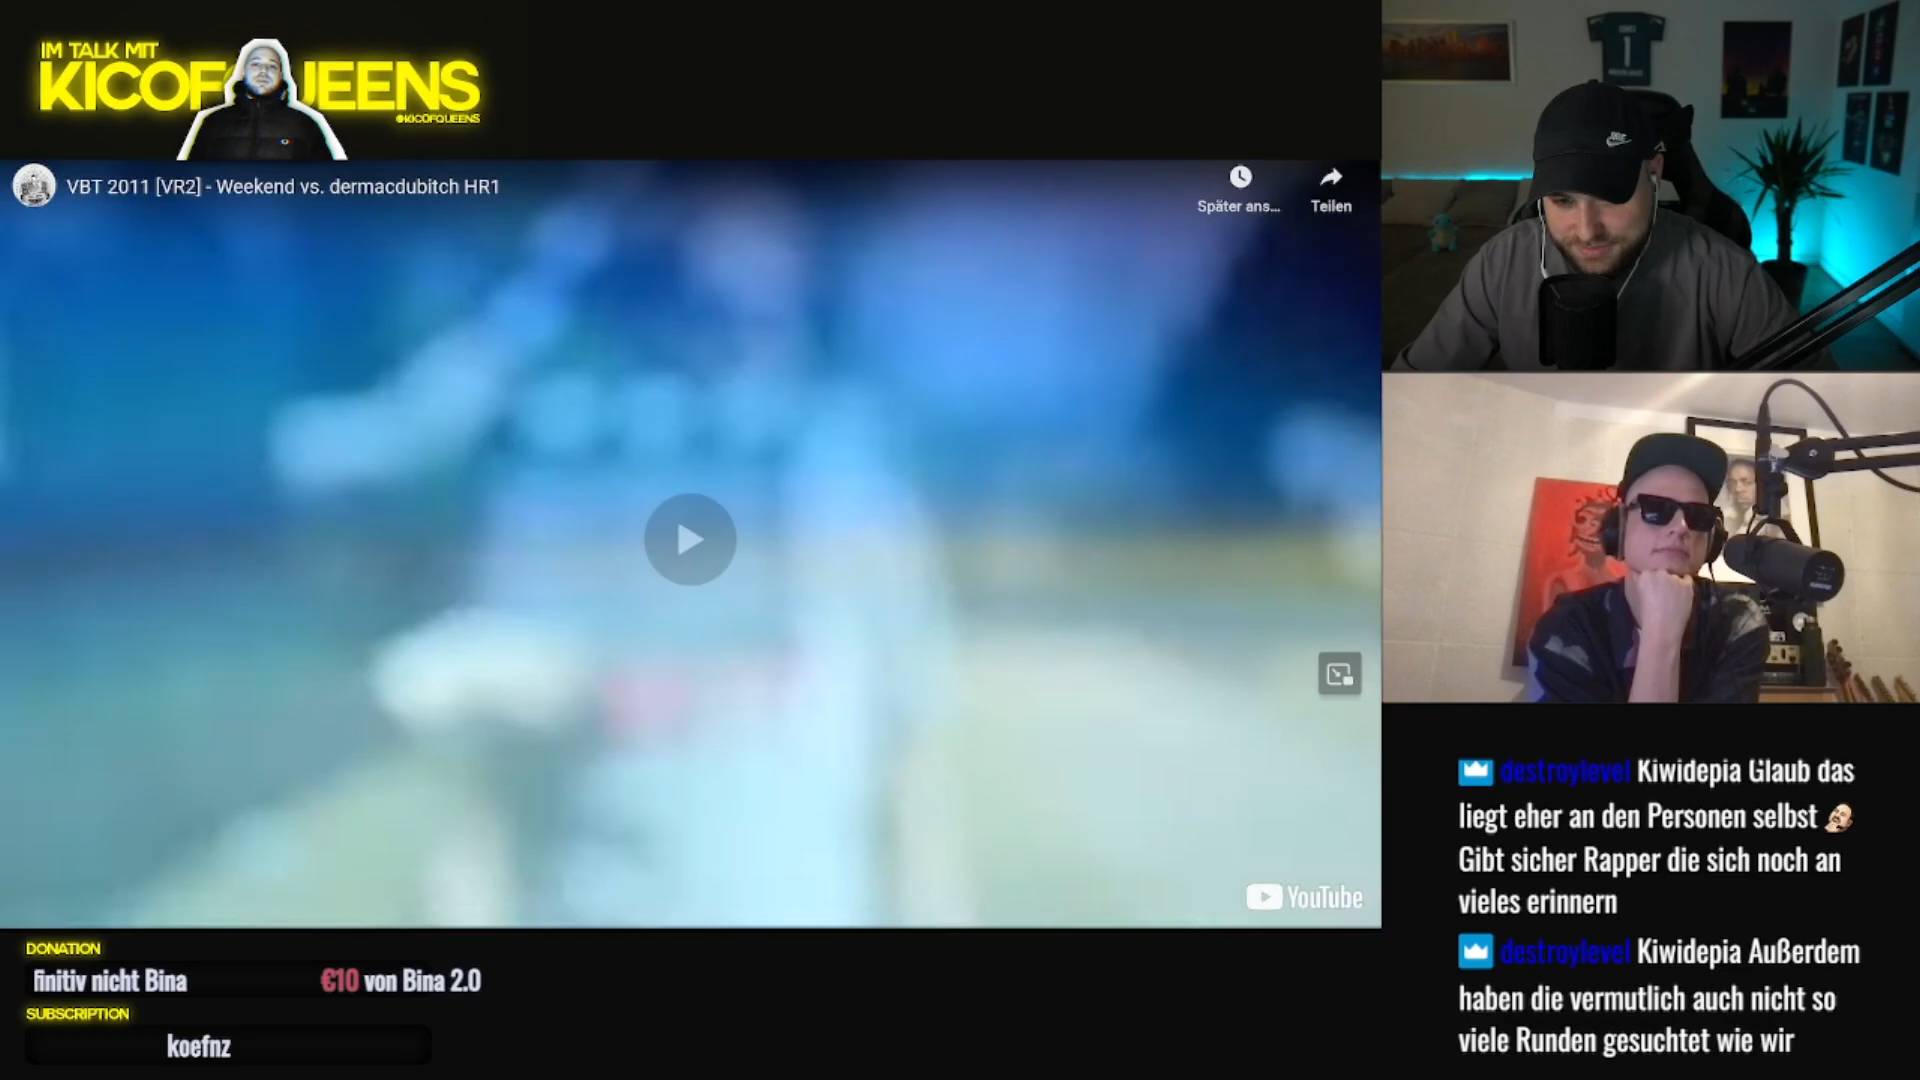 IM TALK MIT
KICOFQUEENS
@KICOFQUEENS
VBT 2011 [VR2] - Weekend vs. dermacdubitch HR1
Später ans...
Teilen
YouTube
DONATION
finitiv nicht Bina €10 von Bina 2.0
SUBSCRIPTION
koefnz
destroylevel Kiwidepia Glaub das
liegt eher an den Personen selbst
Gibt sicher Rapper die sich noch an
vieles erinnern
destroylevel Kiwidepia Außerdem
haben die vermutlich auch nicht so
viele Runden gesuchtet wie wir